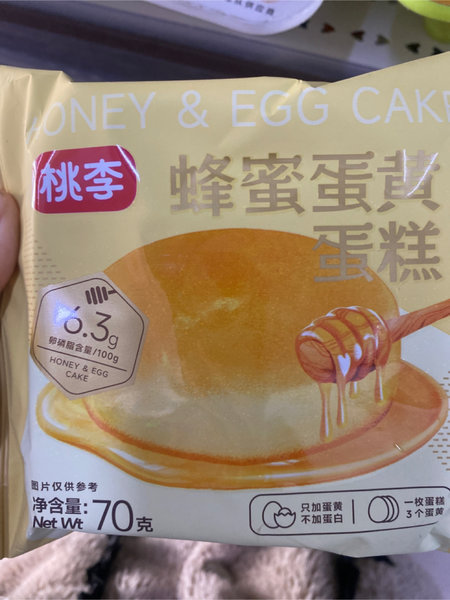 HONEY & EGG CAKE
桃李
蜂蜜蛋黄
蛋糕
6.3g
卵磷脂含量/100g
HONEY & EGG
CAKE
图片仅供参考
净含量:
Net Wt 70克
只加蛋黄
不加蛋白
一枚蛋糕
3个蛋黄